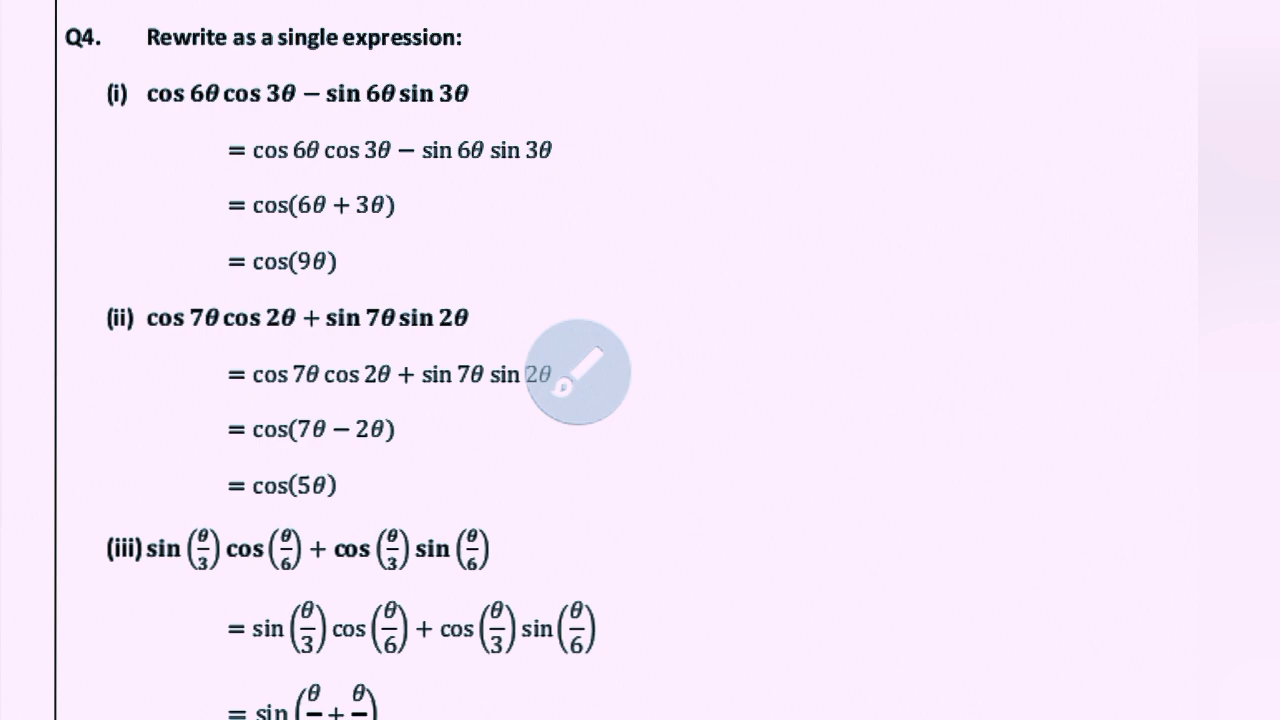 Q4. Rewrite as a single expression:
(i) cos 6θ cos 3θ − sin 6θ sin 3θ
= cos 6θ cos 3θ − sin 6θ sin 3θ
= cos(6θ + 3θ)
= cos(9θ)
(ii) cos 7θ cos 2θ + sin 7θ sin 2θ
= cos 7θ cos 2θ + sin 7θ sin 2θ
= cos(7θ − 2θ)
= cos(5θ)
(iii) sin (θ/3) cos (θ/6) + cos (θ/3) sin (θ/6)
= sin (θ/3) cos (θ/6) + cos (θ/3) sin (θ/6)
= sin (θ + θ)